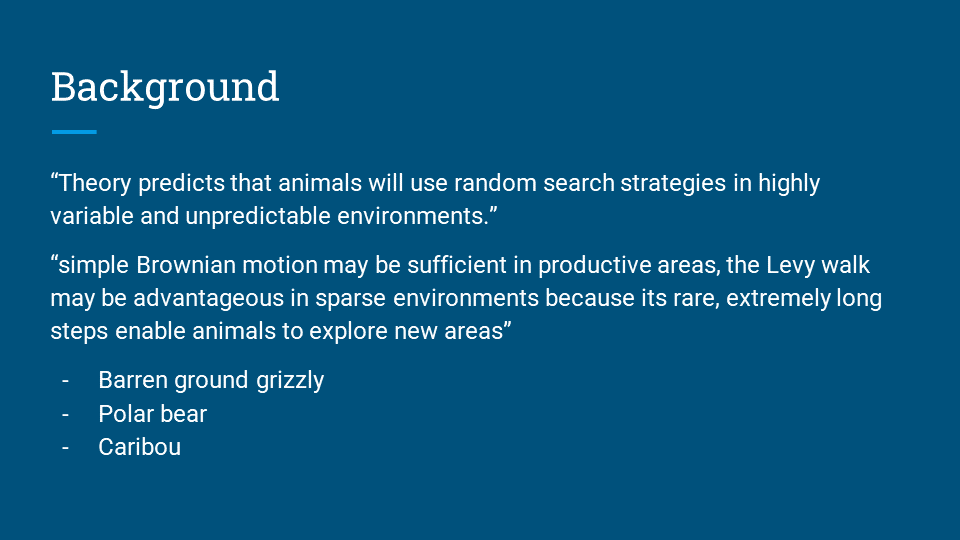 Background
“Theory predicts that animals will use random search strategies in highly
variable and unpredictable environments.”
“simple Brownian motion may be sufficient in productive areas, the Levy walk
may be advantageous in sparse environments because its rare, extremely long
steps enable animals to explore new areas”
- Barren ground grizzly
- Polar bear
- Caribou